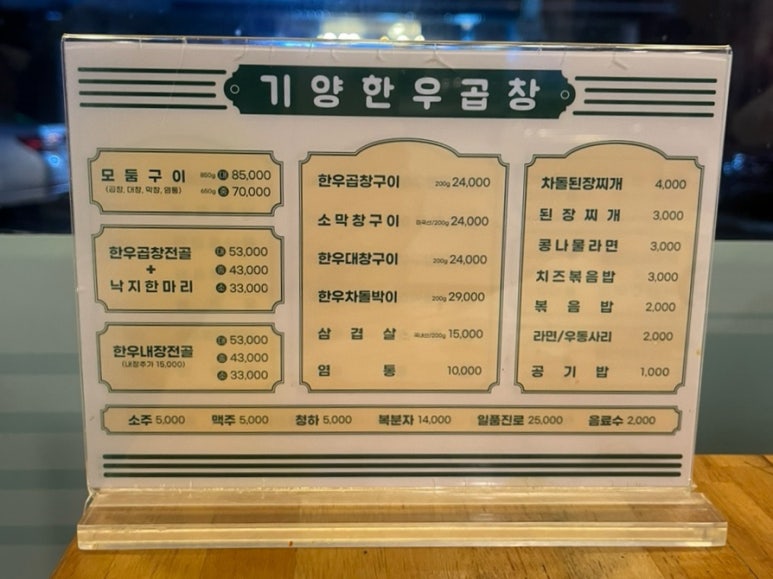 기양한우곱창
모둠구이 850g 대 85,000
(곱창, 대창, 막창, 염통) 650g 중 70,000
한우곱창전골 대 53,000
+ 중 43,000
낙지한마리 소 33,000
한우내장전골 대 53,000
(내장추가 15,000) 중 43,000
소 33,000
한우곱창구이 200g 24,000
소막창구이 미국산/200g 24,000
한우대창구이 200g 24,000
한우차돌박이 200g 29,000
삼겹살 국내산/200g 15,000
염통 10,000
차돌된장찌개 4,000
된장찌개 3,000
콩나물라면 3,000
치즈볶음밥 3,000
볶음밥 2,000
라면/우동사리 2,000
공기밥 1,000
소주 5,000 맥주 5,000 청하 5,000 복분자 14,000 일품진로 25,000 음료수 2,000